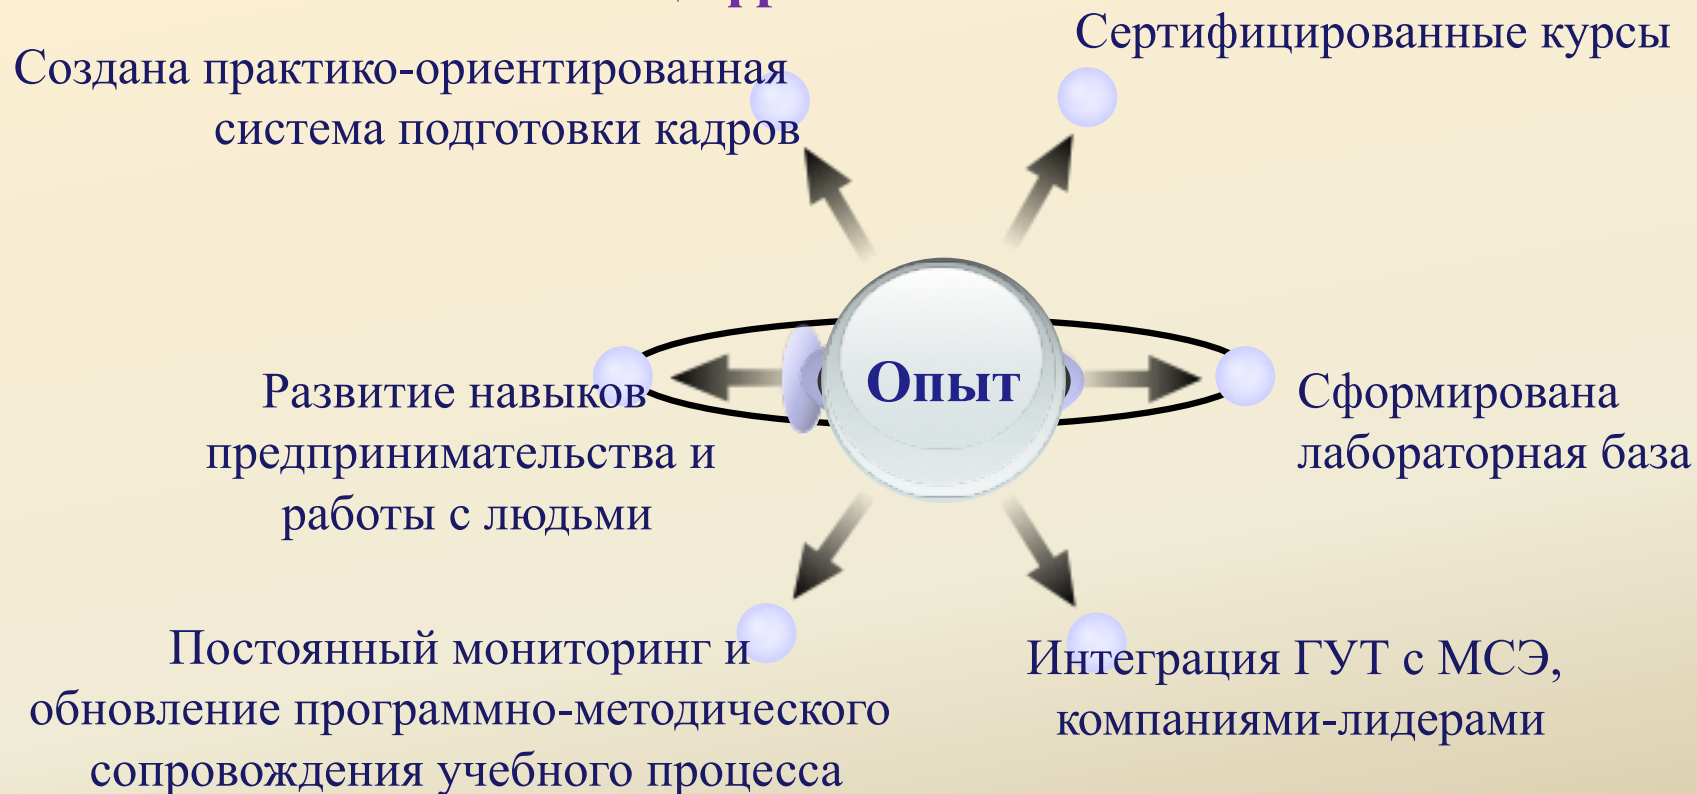 Сертифицированные курсы
Создана практико-ориентированная
система подготовки кадров
Опыт
Развитие навыков
предпринимательства и
работы с людьми
Сформирована
лабораторная база
Постоянный мониторинг и
обновление программно-методического
сопровождения учебного процесса
Интеграция ГУТ с МСЭ,
компаниями-лидерами